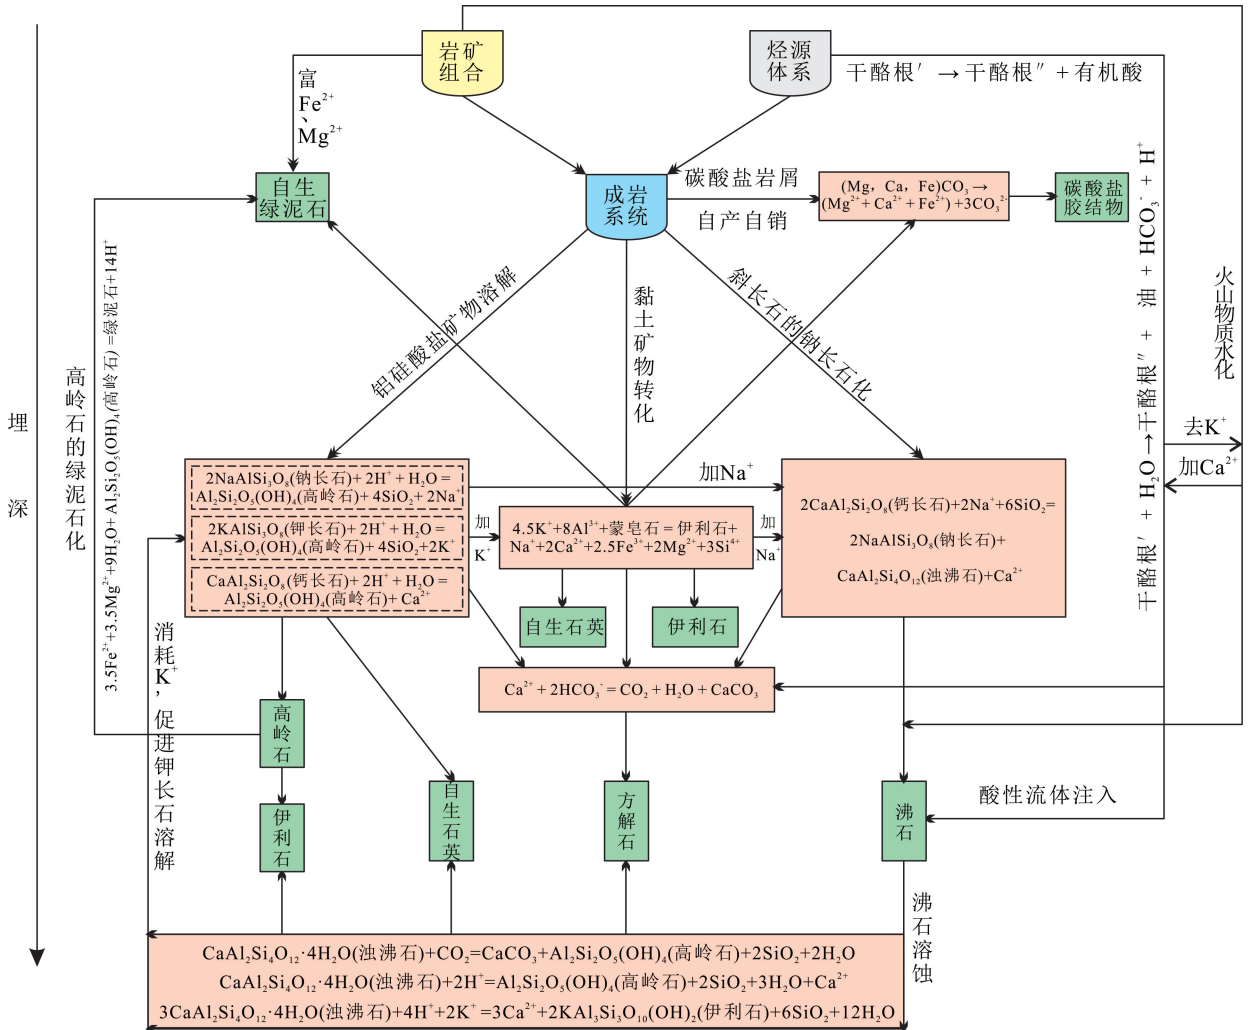 岩矿
组合
烃源
体系
干酪根′ → 干酪根″ + 有机酸
富
Fe²⁺
、
Mg²⁺
自生
绿泥石
成岩
系统
碳酸盐岩屑
自产自销
(Mg，Ca，Fe)CO₃→
(Mg²⁺+Ca²⁺+Fe²⁺)+3CO₃²⁻
碳酸盐
胶结物
干酪根′ + H₂O→干酪根″ + 油 + HCO₃⁻ + H⁺
火山物质水化
去K⁺
加Ca²⁺
埋深
高岭石的绿泥石化
3.5Fe²⁺+3.5Mg²⁺+9H₂O+Al₂Si₂O₅(OH)₄(高岭石)=绿泥石+14H⁺
铝硅酸盐矿物溶解
黏土矿物转化
斜长石的钠长石化
2NaAlSi₃O₈(钠长石)+2H⁺+H₂O=
Al₂Si₂O₅(OH)₄(高岭石)+4SiO₂+2Na⁺
2KAlSi₃O₈(钾长石)+2H⁺+H₂O=
Al₂Si₂O₅(OH)₄(高岭石)+4SiO₂+2K⁺
CaAl₂Si₂O₈(钙长石)+2H⁺+H₂O=
Al₂Si₂O₅(OH)₄(高岭石)+Ca²⁺
加Na⁺
加
K⁺
4.5K⁺+8Al³⁺+蒙皂石=伊利石+
Na⁺+2Ca²⁺+2.5Fe³⁺+2Mg²⁺+3Si⁴⁺
加
Na⁺
2CaAl₂Si₂O₈(钙长石)+2Na⁺+6SiO₂=
2NaAlSi₃O₈(钠长石)+
CaAl₂Si₄O₁₂(浊沸石)+Ca²⁺
自生石英
伊利石
Ca²⁺+2HCO₃⁻=CO₂+H₂O+CaCO₃
消耗K⁺，促进钾长石溶解
高岭石
伊利石
自生石英
方解石
沸石
酸性流体注入
沸石溶蚀
CaAl₂Si₄O₁₂·4H₂O(浊沸石)+CO₂=CaCO₃+Al₂Si₂O₅(OH)₄(高岭石)+2SiO₂+2H₂O
CaAl₂Si₄O₁₂·4H₂O(浊沸石)+2H⁺=Al₂Si₂O₅(OH)₄(高岭石)+2SiO₂+3H₂O+Ca²⁺
3CaAl₂Si₄O₁₂·4H₂O(浊沸石)+4H⁺+2K⁺=3Ca²⁺+2KAl₃Si₃O₁₀(OH)₂(伊利石)+6SiO₂+12H₂O